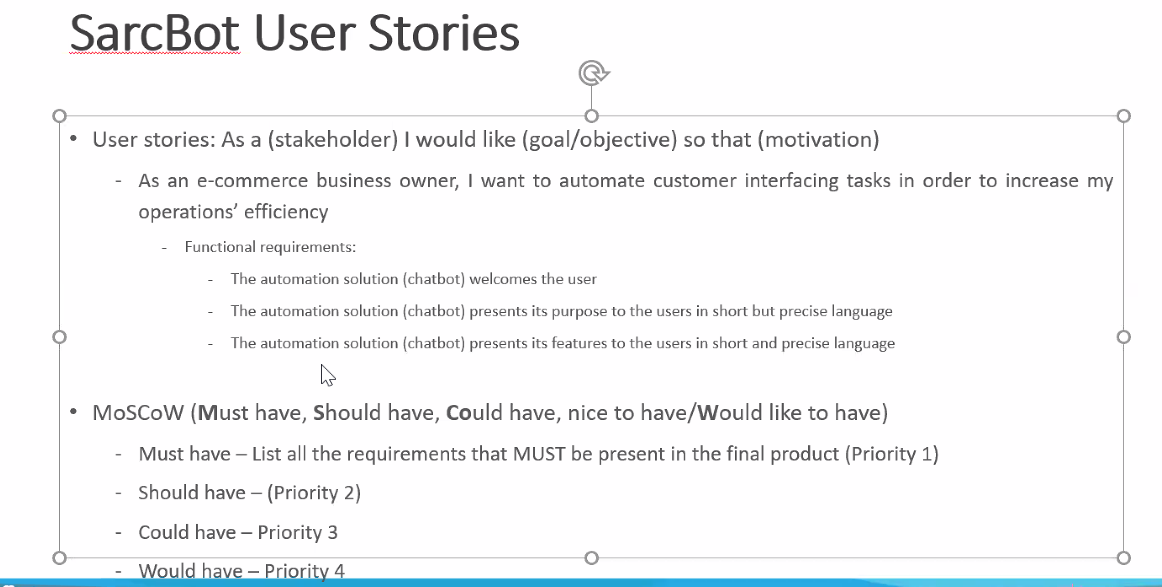 SarcBot User Stories
• User stories: As a (stakeholder) I would like (goal/objective) so that (motivation)
- As an e-commerce business owner, I want to automate customer interfacing tasks in order to increase my
operations’ efficiency
- Functional requirements:
- The automation solution (chatbot) welcomes the user
- The automation solution (chatbot) presents its purpose to the users in short but precise language
- The automation solution (chatbot) presents its features to the users in short and precise language
• MoSCoW (Must have, Should have, Could have, nice to have/Would like to have)
- Must have – List all the requirements that MUST be present in the final product (Priority 1)
- Should have – (Priority 2)
- Could have – Priority 3
- Would have – Priority 4